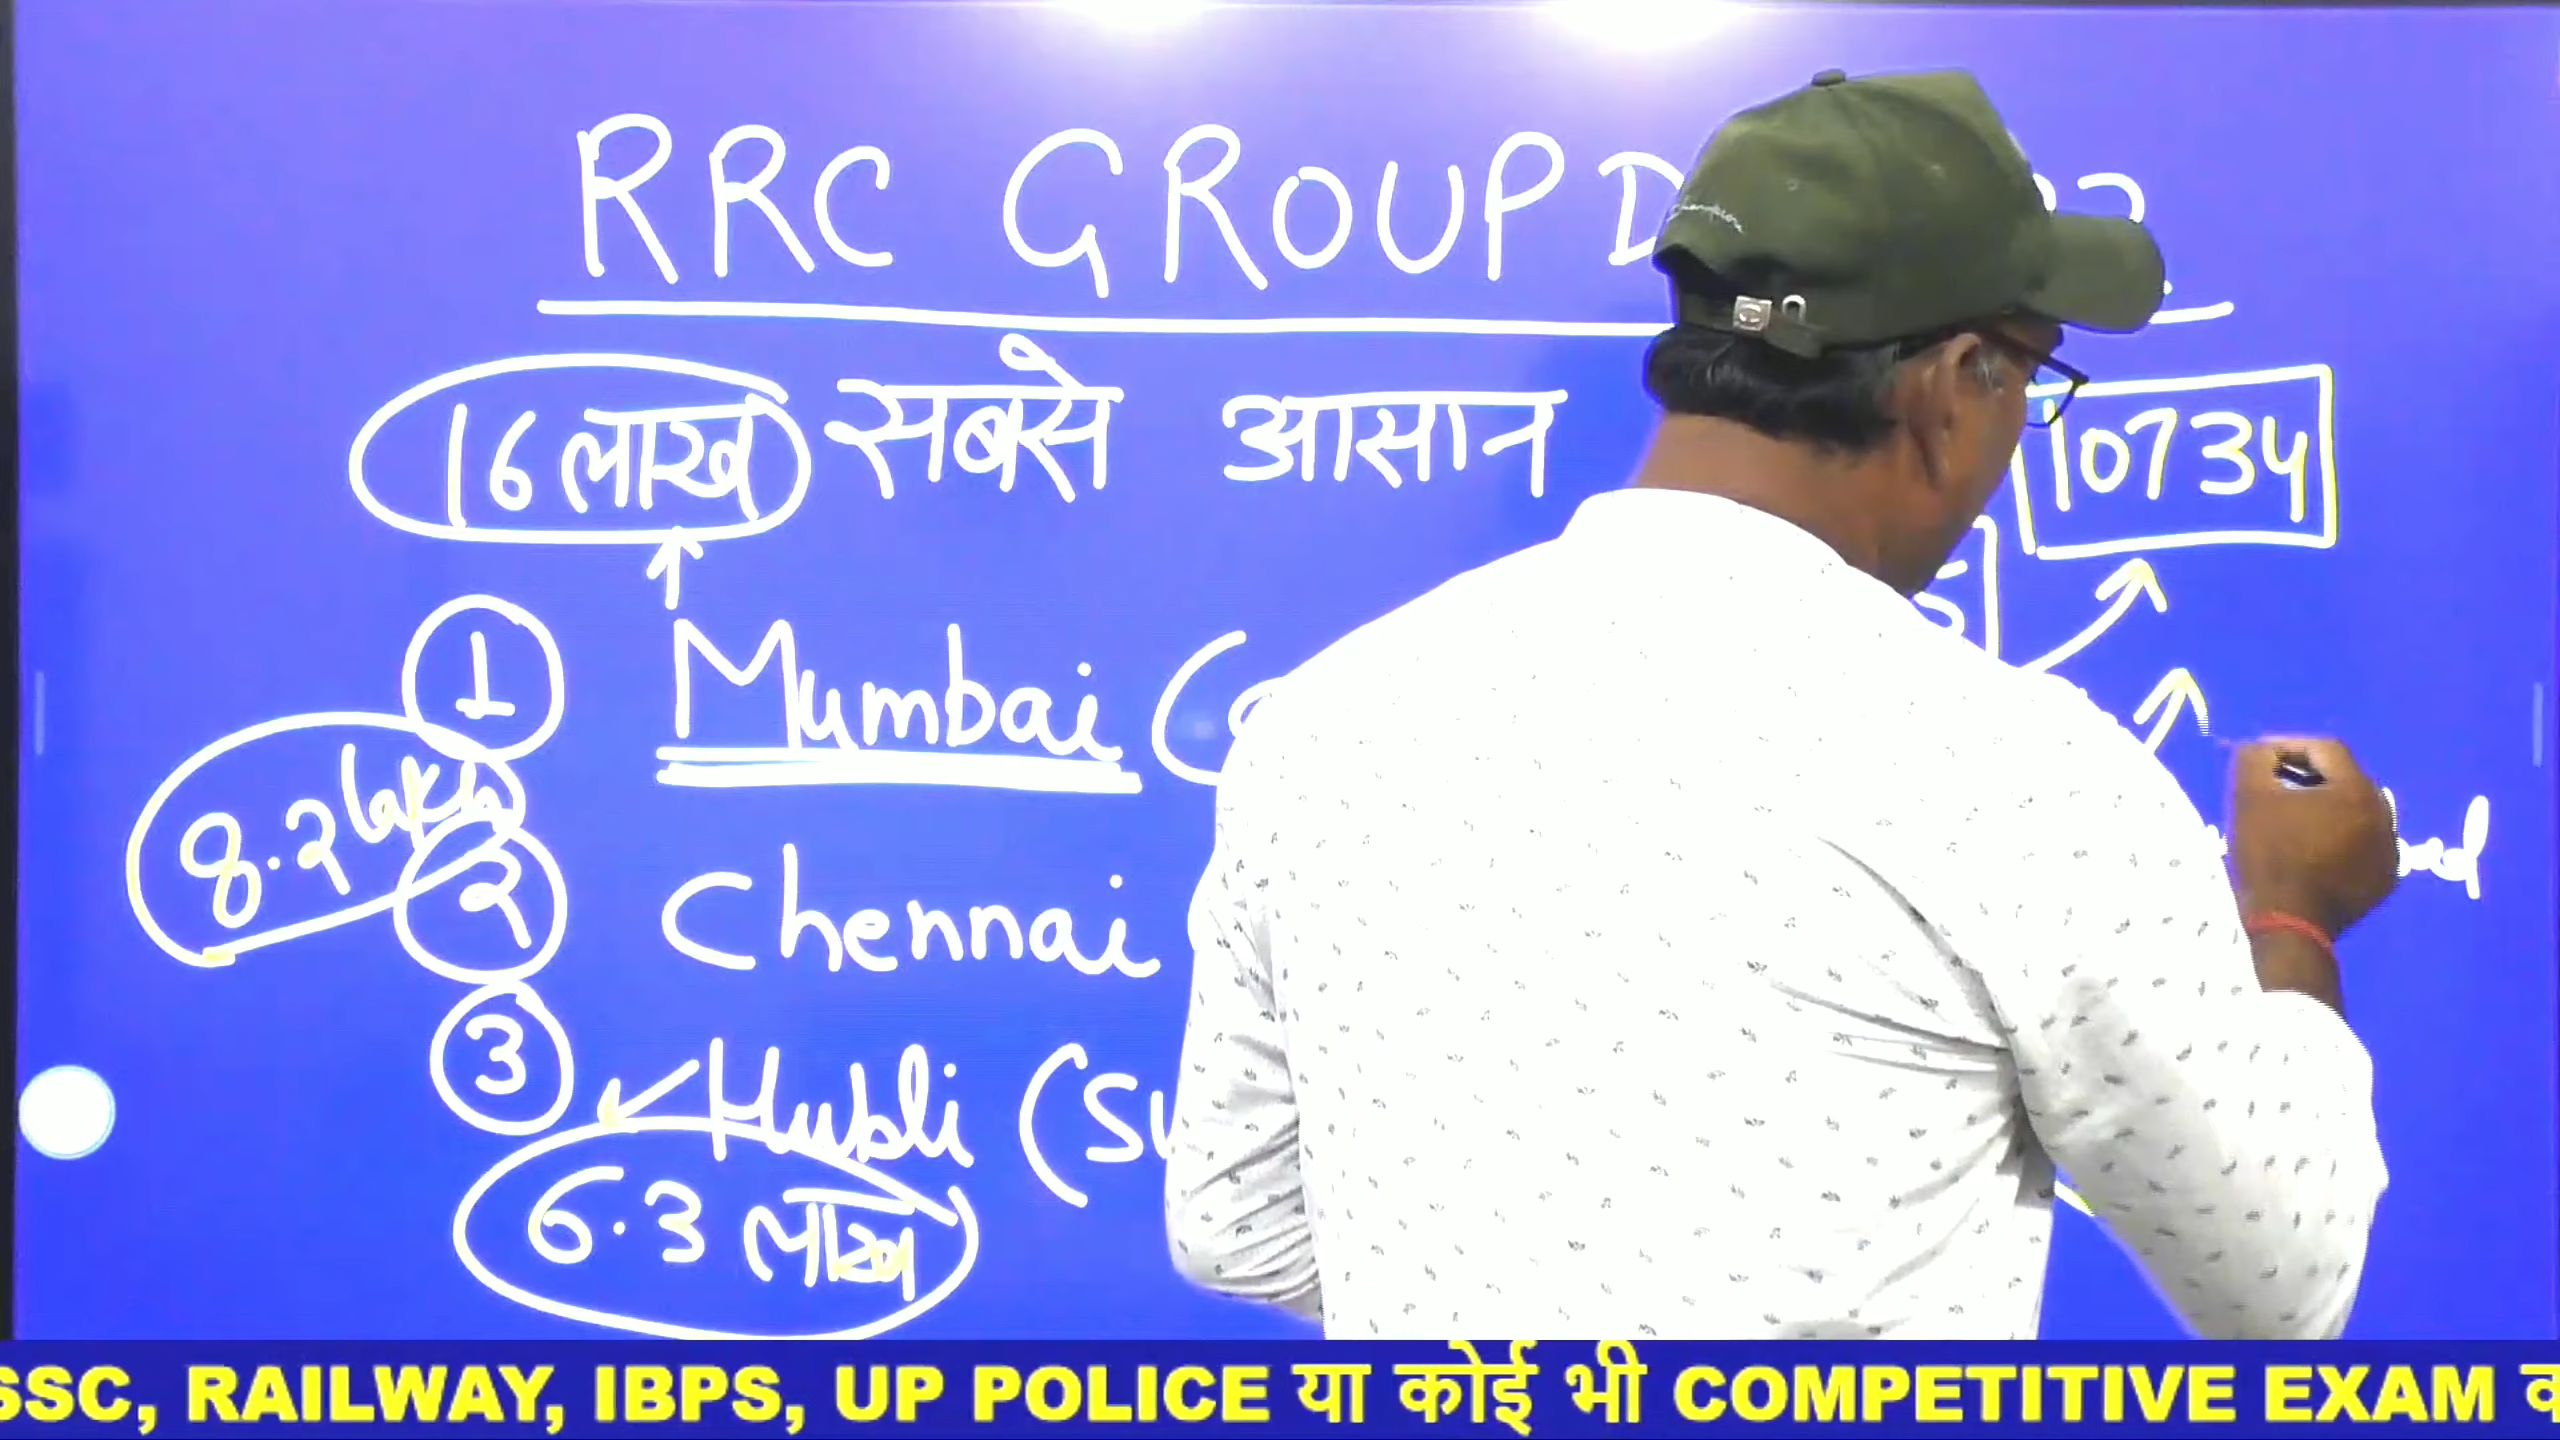 RRC GROUP D
16 लाख सबसे आसान
10734
1 Mumbai (
8.2 लाख
2 Chennai
3 Hubli (SW
6.3 लाख
SSC, RAILWAY, IBPS, UP POLICE या कोई भी COMPETITIVE EXAM